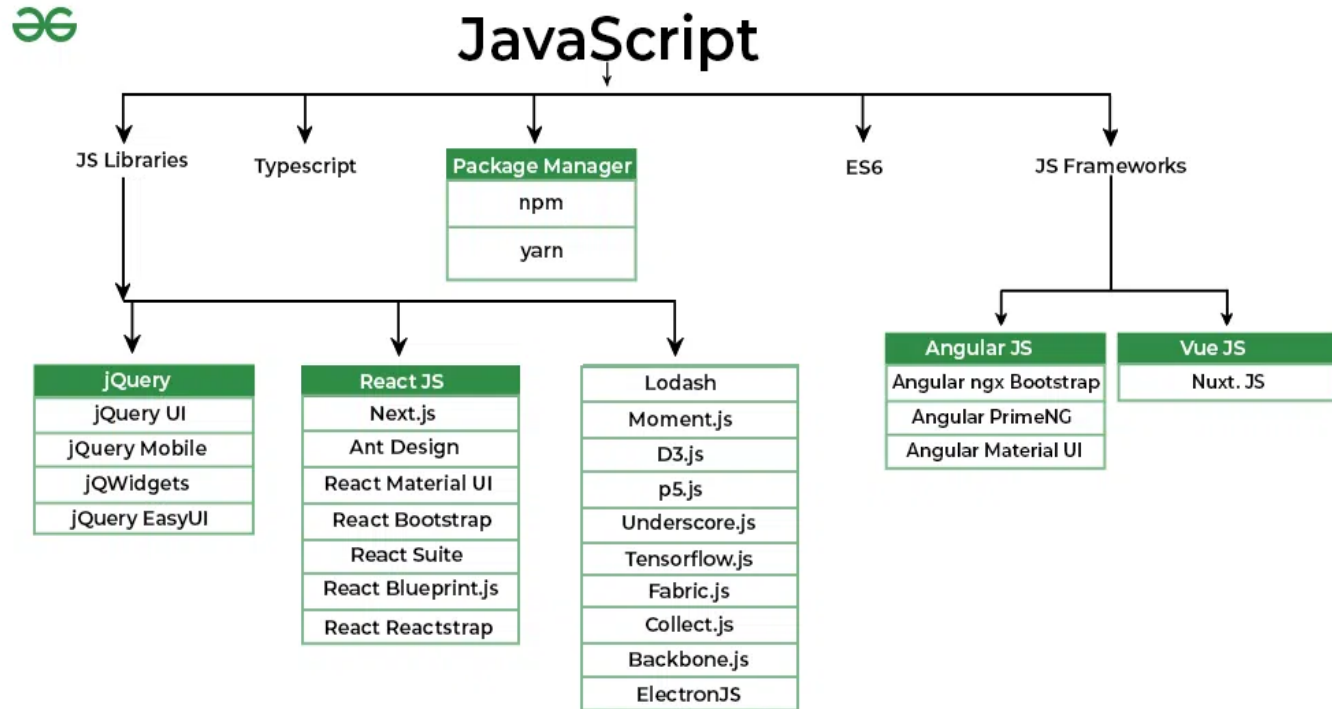 JavaScript
JS Libraries
Typescript
Package Manager
npm
yarn
ES6
JS Frameworks
jQuery
jQuery UI
jQuery Mobile
jQWidgets
jQuery EasyUI
React JS
Next.js
Ant Design
React Material UI
React Bootstrap
React Suite
React Blueprint.js
React Reactstrap
Lodash
Moment.js
D3.js
p5.js
Underscore.js
Tensorflow.js
Fabric.js
Collect.js
Backbone.js
ElectronJS
Angular JS
Angular ngx Bootstrap
Angular PrimeNG
Angular Material UI
Vue JS
Nuxt. JS